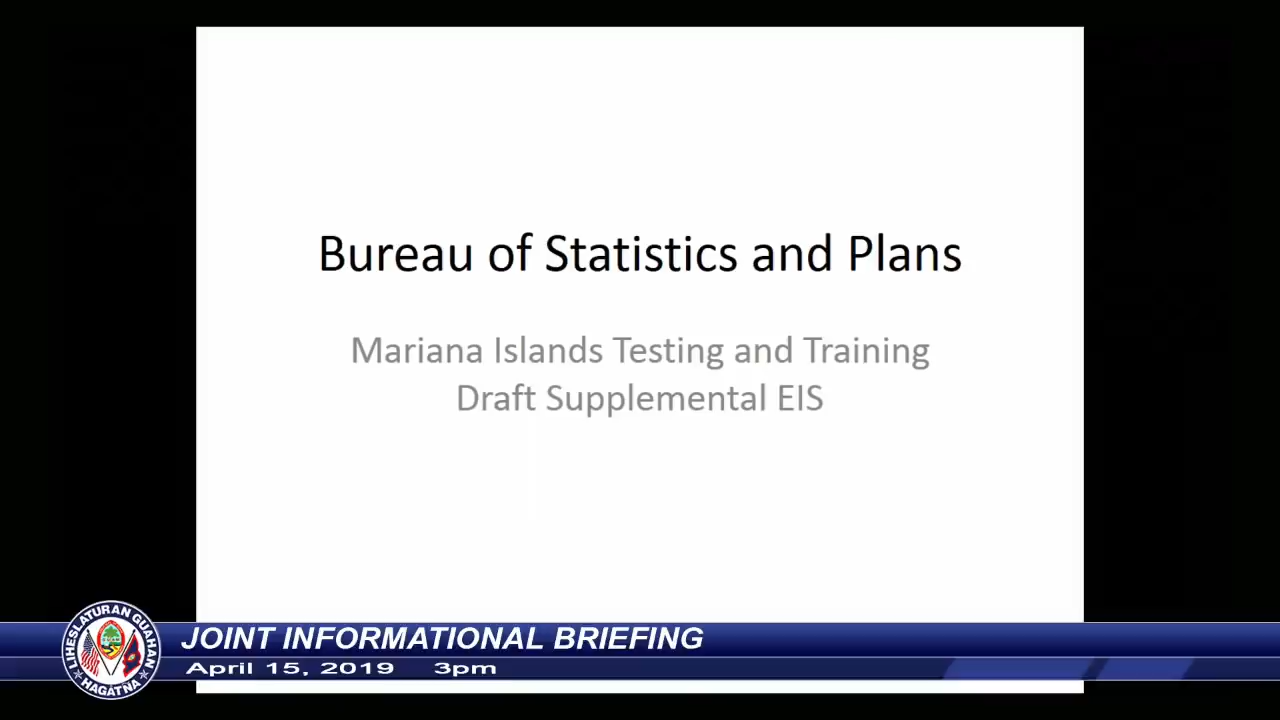 Bureau of Statistics and Plans
Mariana Islands Testing and Training
Draft Supplemental EIS
LIHESLATURAN GUAHAN
HAGÅTÑA
JOINT INFORMATIONAL BRIEFING
April 15, 2019 3pm